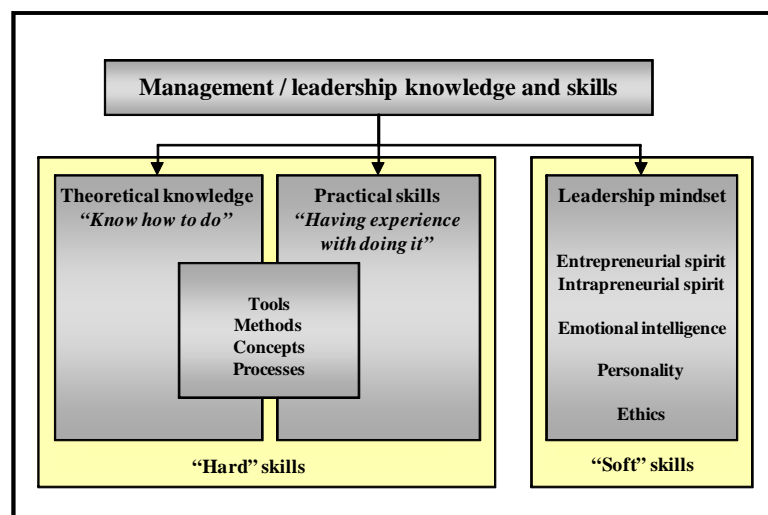 Management / leadership knowledge and skills
Theoretical knowledge
“Know how to do”
Practical skills
“Having experience
with doing it”
Tools
Methods
Concepts
Processes
“Hard” skills
Leadership mindset
Entrepreneurial spirit
Intrapreneurial spirit
Emotional intelligence
Personality
Ethics
“Soft” skills